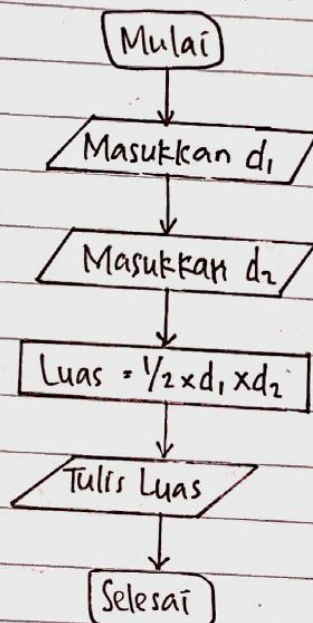 Mulai
Masukkan d₁
Masukkan d₂
Luas = 1/2 x d₁ x d₂
Tulis Luas
Selesai